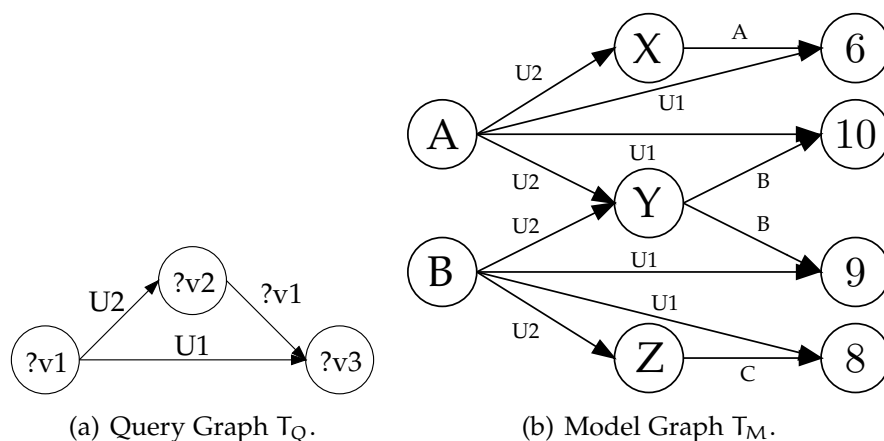 X
A
6
U2
U1
A
10
U1
U2
B
Y
U2
B
B
U1
9
U1
U2
Z
C
8
?v2
U2
?v1
U1
?v1
?v3
(a) Query Graph T_Q.
(b) Model Graph T_M.